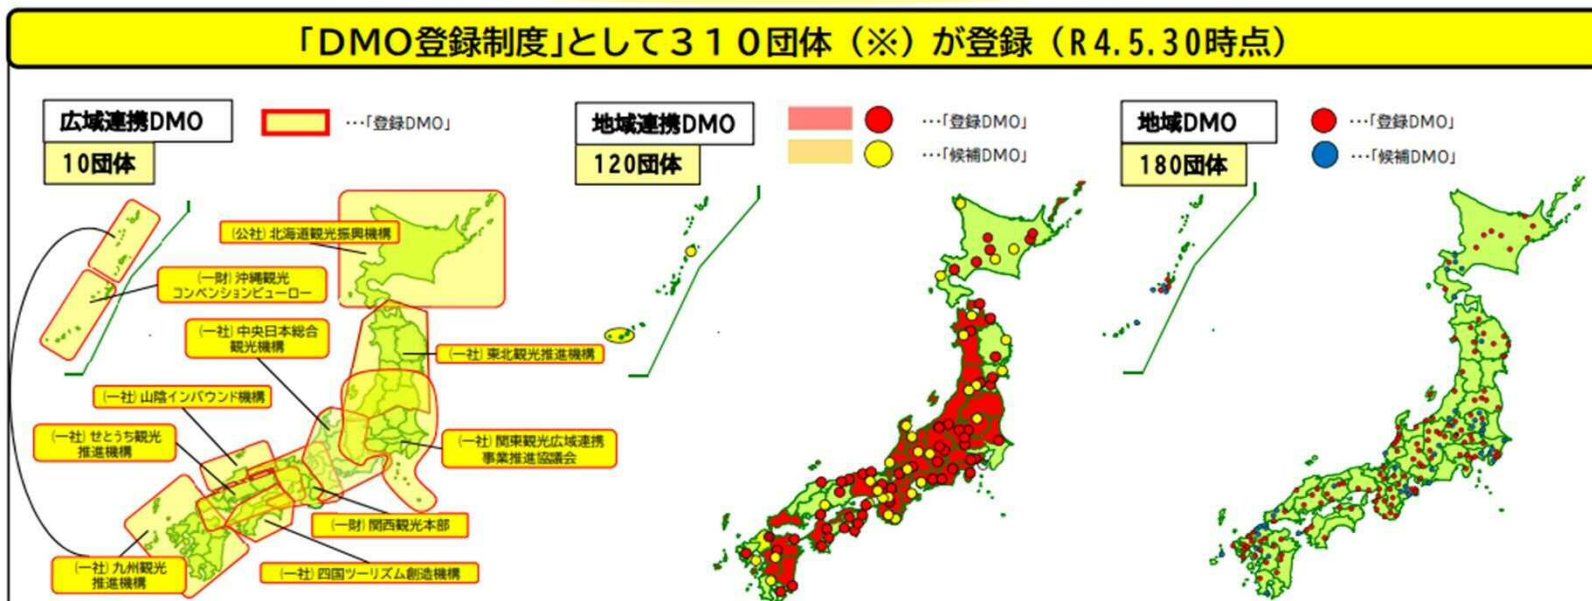 「DMO登録制度」として310団体（※）が登録（R4.5.30時点）
広域連携DMO
…「登録DMO」
10団体
(公社)北海道観光振興機構
(一財)沖縄観光
コンベンションビューロー
(一社)中央日本総合
観光機構
(一社)東北観光推進機構
(一社)山陰インバウンド機構
(一社)せとうち観光
推進機構
(一社)関東観光広域連携
事業推進協議会
(一財)関西観光本部
(一社)九州観光
推進機構
(一社)四国ツーリズム創造機構
地域連携DMO
…「登録DMO」
120団体
…「候補DMO」
地域DMO
…「登録DMO」
180団体
…「候補DMO」